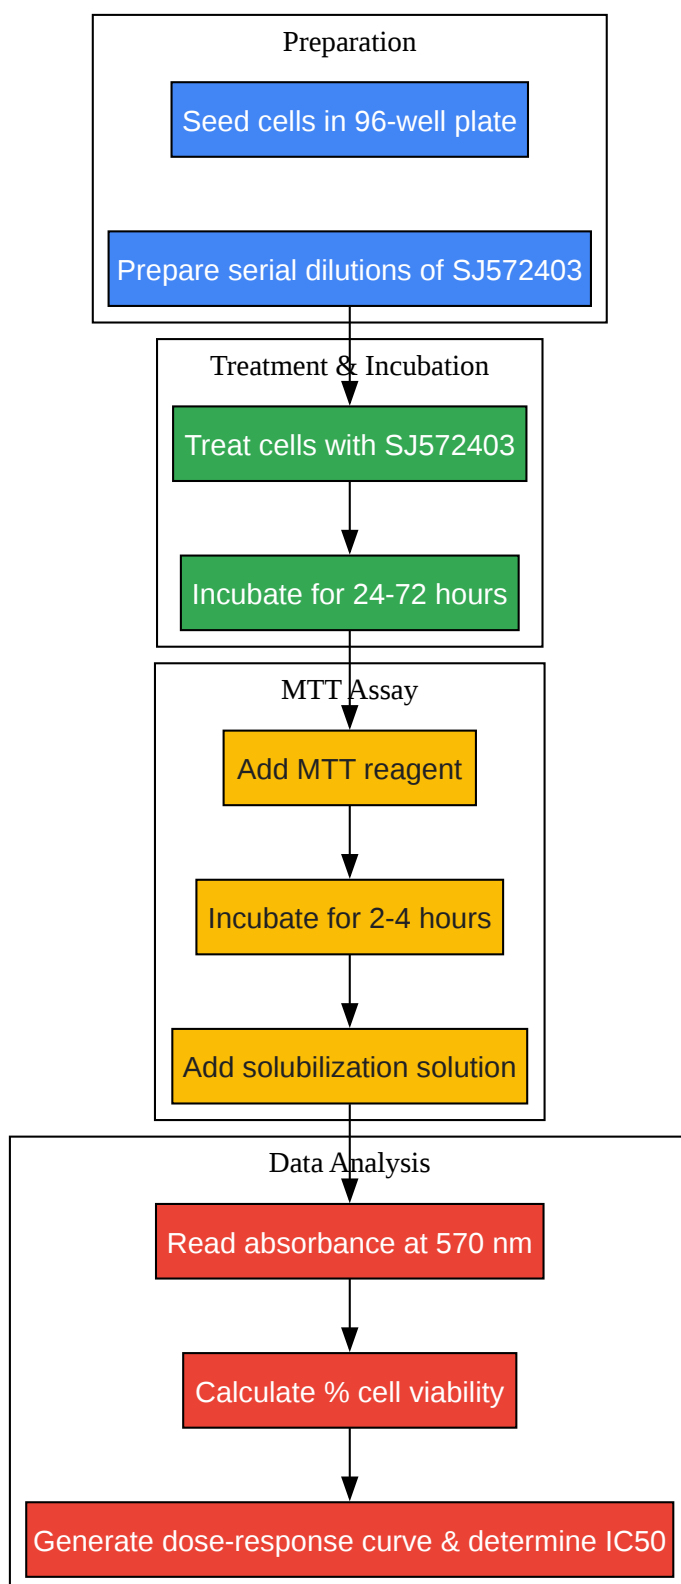 Preparation
Seed cells in 96-well plate
Prepare serial dilutions of SJ572403
Treatment & Incubation
Treat cells with SJ572403
Incubate for 24-72 hours
MTT Assay
Add MTT reagent
Incubate for 2-4 hours
Add solubilization solution
Data Analysis
Read absorbance at 570 nm
Calculate % cell viability
Generate dose-response curve & determine IC50